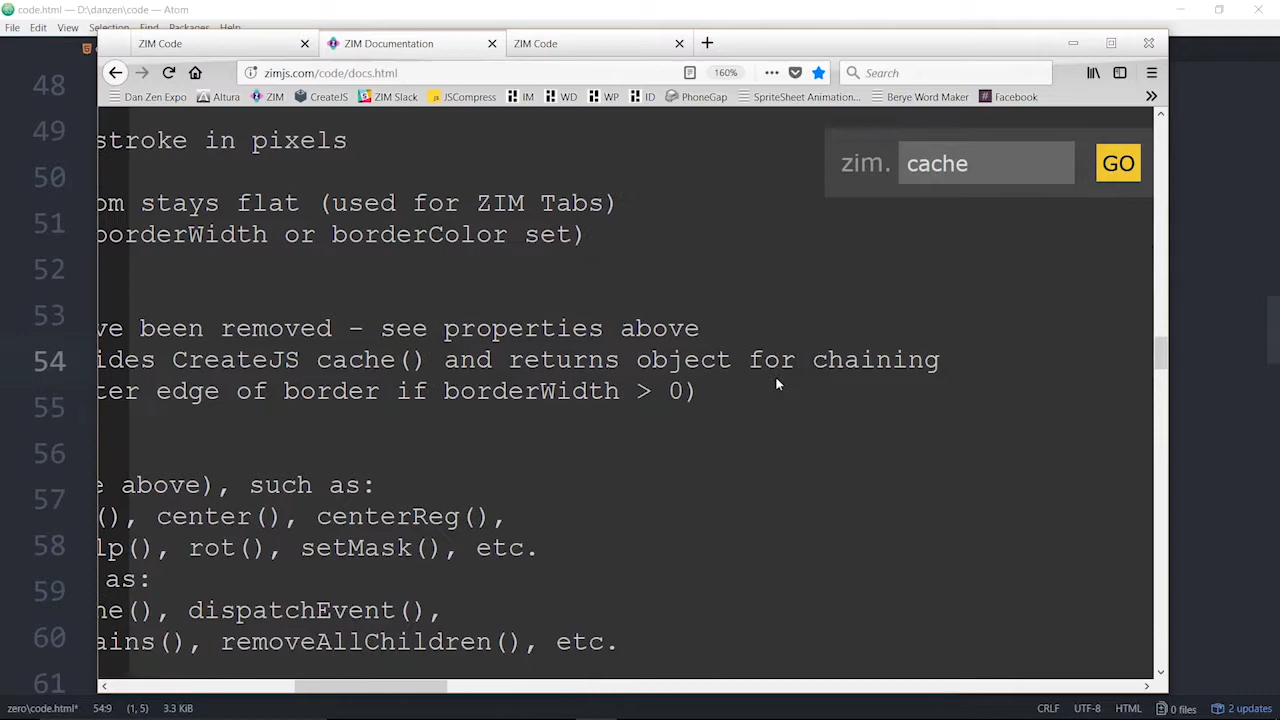 code.html — D:\danzen\code — Atom
File Edit View Selection Find Packages Help
ZIM Code
ZIM Documentation
ZIM Code
zimjs.com/code/docs.html
160%
Search
Dan Zen Expo
Altura
ZIM
CreateJS
ZIM Slack
JSCompress
IM
WD
WP
ID
PhoneGap
SpriteSheet Animation...
Berye Word Maker
Facebook
48
49
50
51
52
53
54
55
56
57
58
59
60
61
stroke in pixels
zim. cache GO
om stays flat (used for ZIM Tabs)
borderWidth or borderColor set)
ve been removed - see properties above
ides CreateJS cache() and returns object for chaining
ter edge of border if borderWidth > 0)
e above), such as:
(), center(), centerReg(),
lp(), rot(), setMask(), etc.
as:
ne(), dispatchEvent(),
ains(), removeAllChildren(), etc.
zero\code.html* 54:9 (1, 5) 3.3 KiB
CRLF UTF-8 HTML 0 files 2 updates